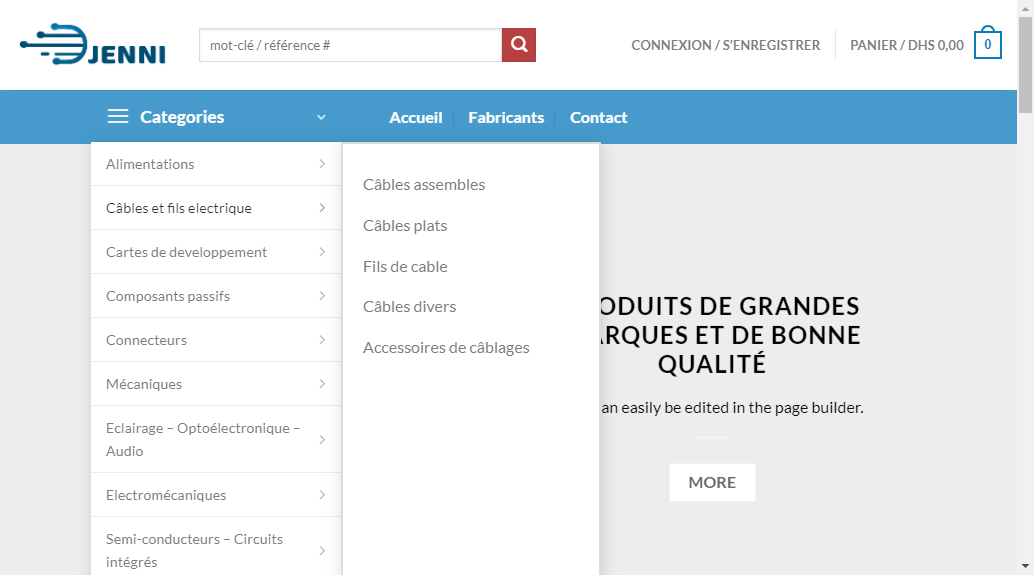 JENNI
mot-clé / référence #
CONNEXION / S'ENREGISTRER
PANIER / DHS 0,00
0
Categories
Accueil
Fabricants
Contact
Alimentations
Câbles et fils electrique
Cartes de developpement
Composants passifs
Connecteurs
Mécaniques
Eclairage – Optoélectronique –
Audio
Electromécaniques
Semi-conducteurs – Circuits
intégrés
Câbles assembles
Câbles plats
Fils de cable
Câbles divers
Accessoires de câblages
ODUITS DE GRANDES
ARQUES ET DE BONNE
QUALITÉ
an easily be edited in the page builder.
MORE